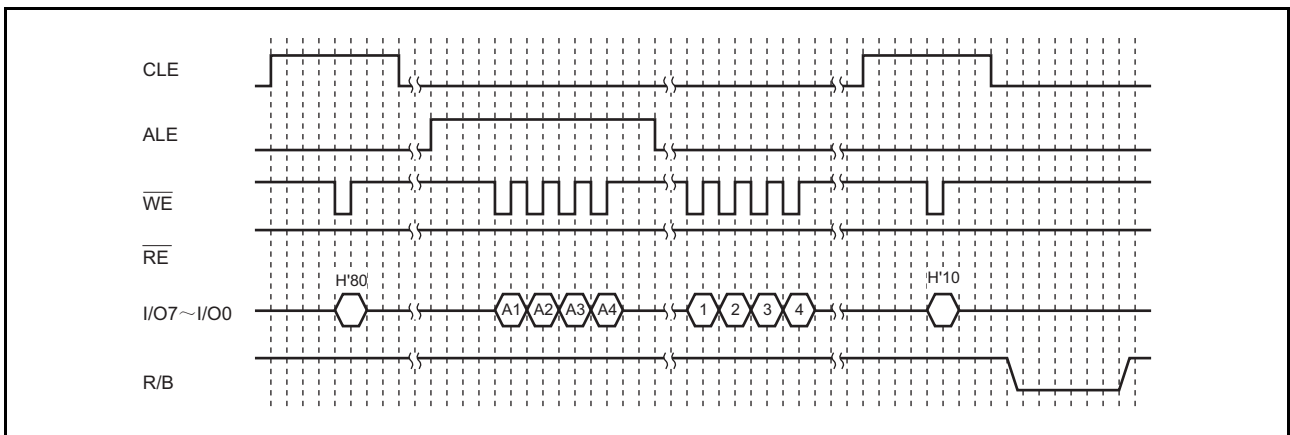 CLE
ALE
WE
RE
H'80
H'10
I/O7～I/O0
A1 A2 A3 A4
1 2 3 4
R/B